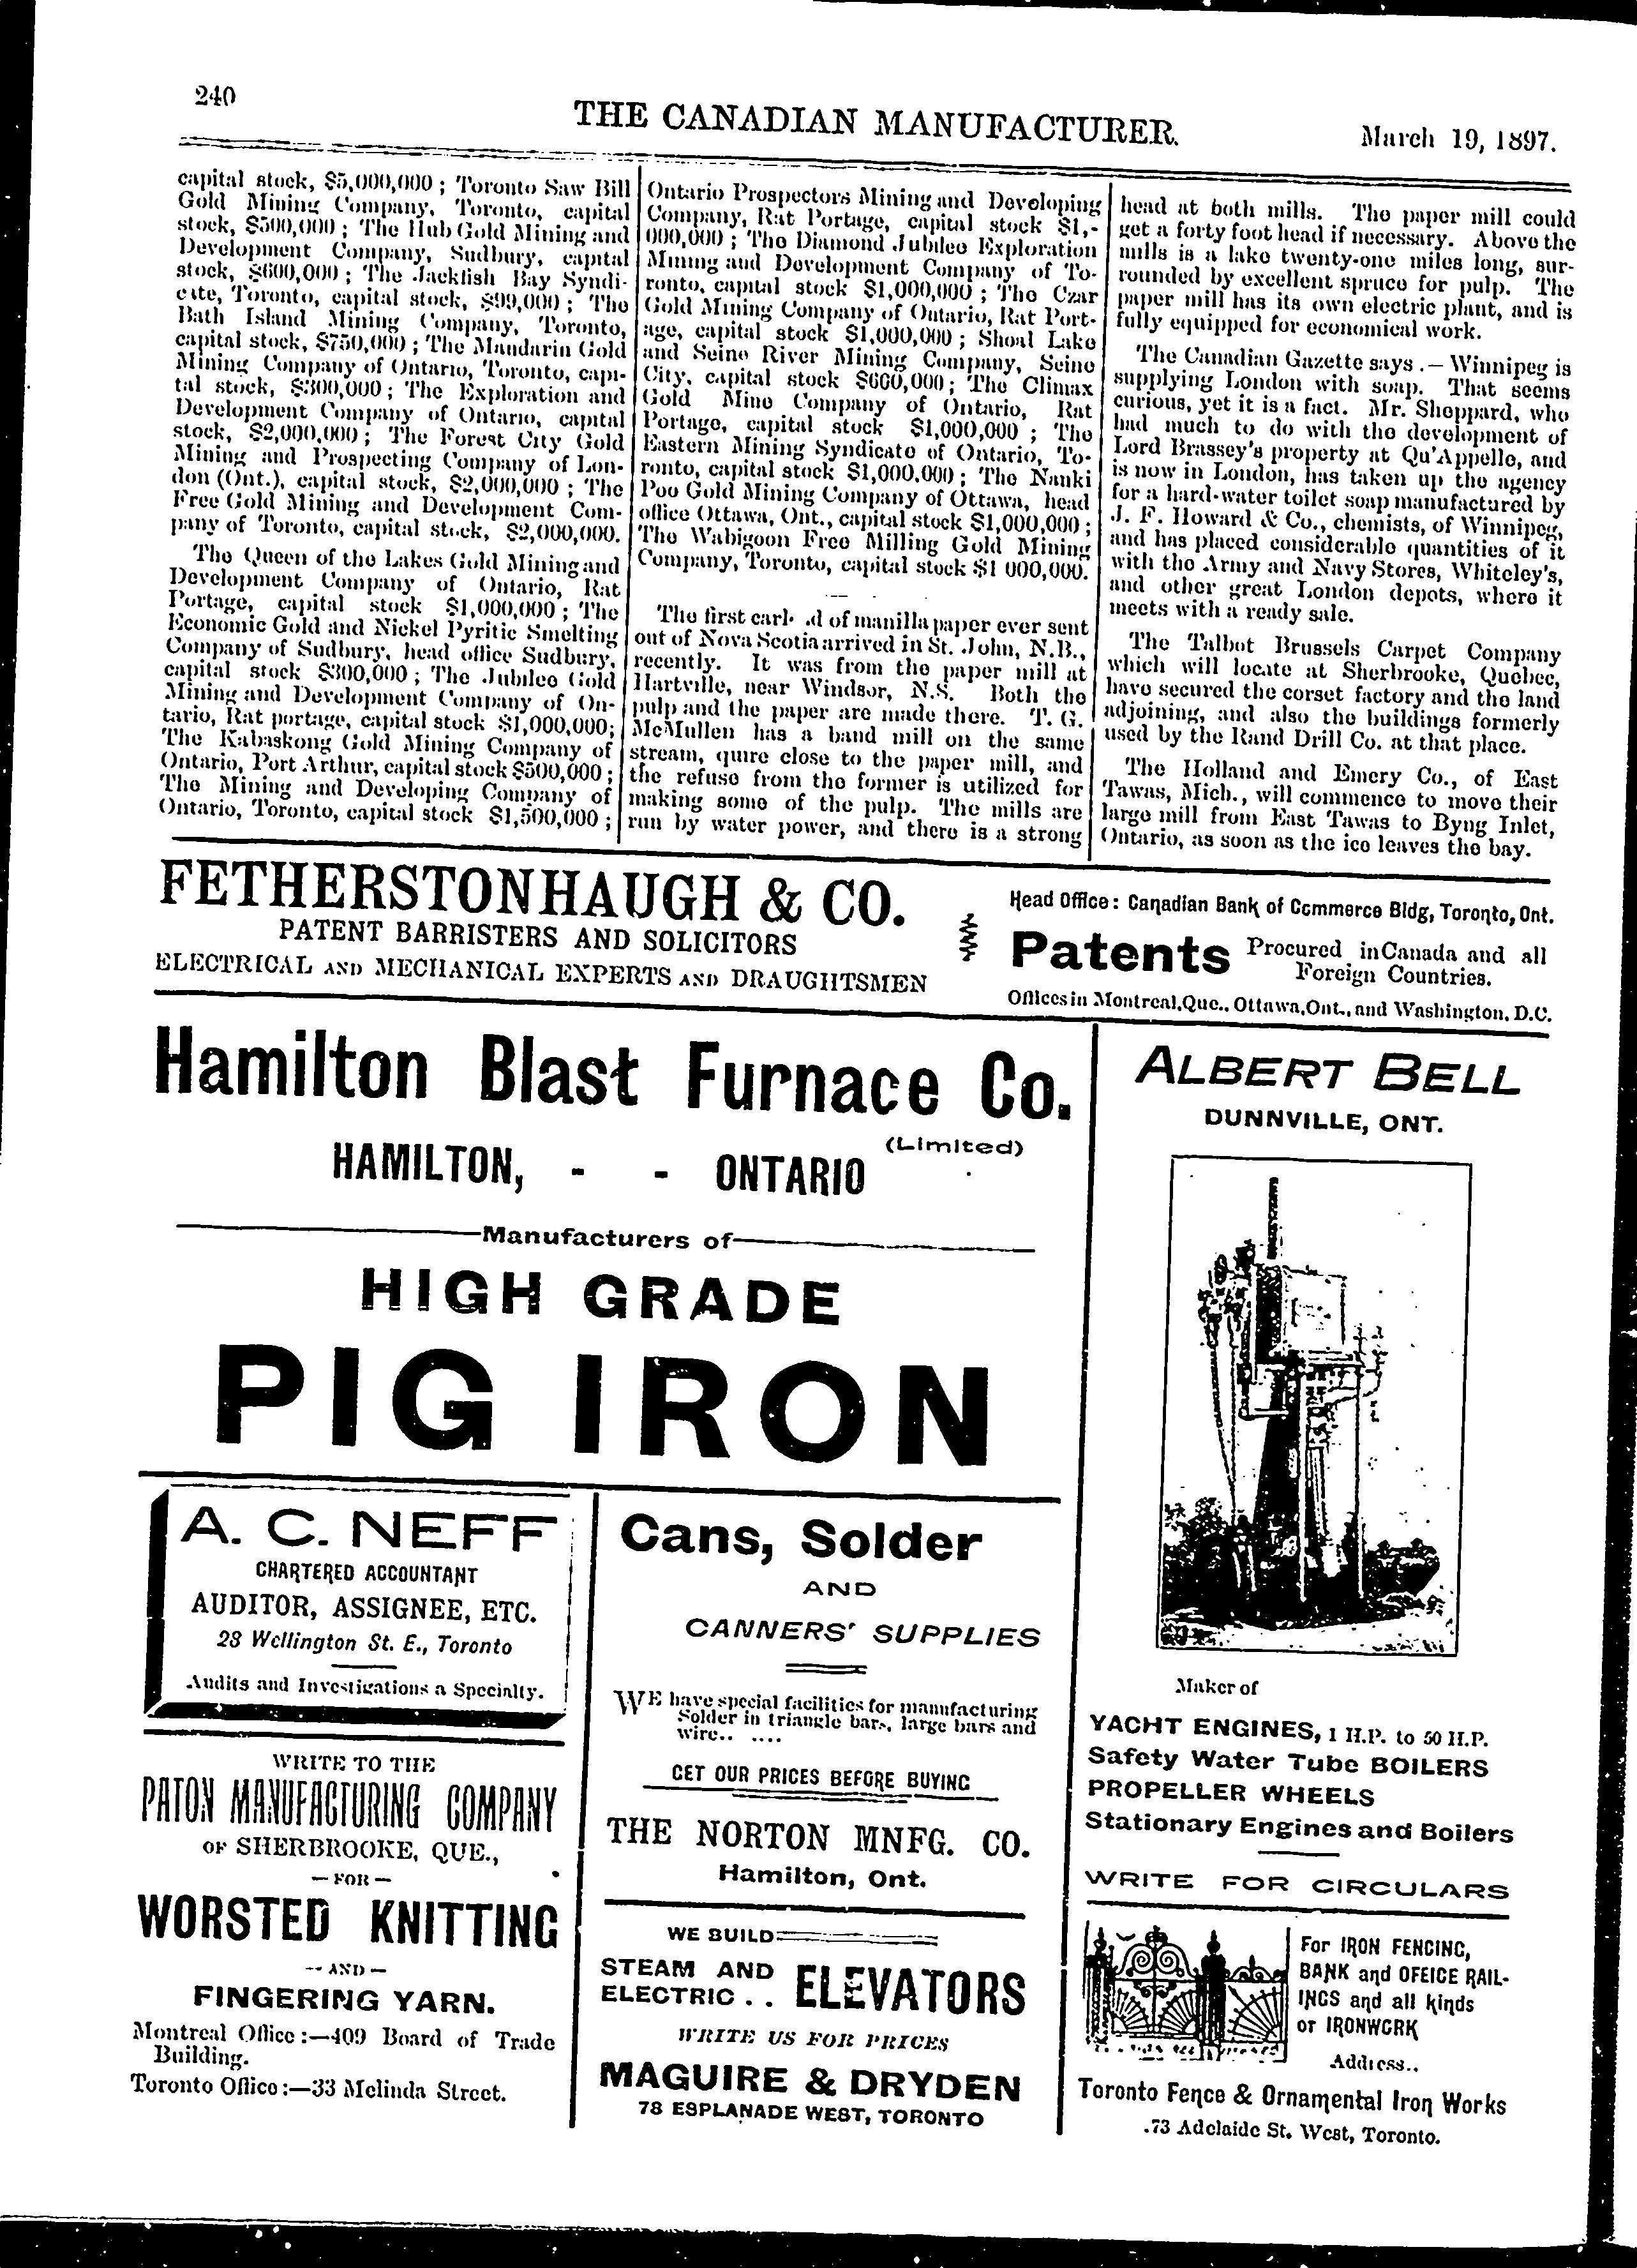 240
THE CANADIAN MANUFACTURER.
March 19, 1897.
capital stock, $5,000,000; Toronto Saw Bill
Gold Mining Company, Toronto, capital
stock, $500,000; The Hub Gold Mining and
Development Company, Sudbury, capital
stock, $600,000; The Jackfish Bay Syndi-
cate, Toronto, capital stock, $99,000; The
Bath Island Mining Company, Toronto,
capital stock, $750,000; The Mandarin Gold
Mining Company of Ontario, Toronto, capi-
tal stock, $300,000; The Exploration and
Development Company of Ontario, capital
stock, $2,000,000; The Forest City Gold
Mining and Prospecting Company of Lon-
don (Ont.), capital stock, $2,000,000; The
Free Gold Mining and Development Com-
pany of Toronto, capital stock, $2,000,000.
The Queen of the Lakes Gold Mining and
Development Company of Ontario, Rat
Portage, capital stock $1,000,000; The
Economic Gold and Nickel Pyritic Smelting
Company of Sudbury, head office Sudbury,
capital stock $300,000; The Jubilee Gold
Mining and Development Company of On-
tario, Rat portage, capital stock $1,000,000;
The Kabaskong Gold Mining Company of
Ontario, Port Arthur, capital stock $500,000;
The Mining and Developing Company of
Ontario, Toronto, capital stock $1,500,000;
Ontario Prospectors Mining and Developing
Company, Rat Portage, capital stock $1,-
000,000; The Diamond Jubilee Exploration
Mining and Development Company of To-
ronto, capital stock $1,000,000; The Czar
Gold Mining Company of Ontario, Rat Port-
age, capital stock $1,000,000; Shoal Lake
and Seine River Mining Company, Seine
City, capital stock $600,000; The Climax
Gold Mine Company of Ontario, Rat
Portage, capital stock $1,000,000; The
Eastern Mining Syndicate of Ontario, To-
ronto, capital stock $1,000,000; The Nanki
Poo Gold Mining Company of Ottawa, head
office Ottawa, Ont., capital stock $1,000,000;
The Wabigoon Free Milling Gold Mining
Company, Toronto, capital stock $1 000,000.
The first of manilla paper ever sent
out of Nova Scotia arrived in St. John, N.B.,
recently. It was from the paper mill at
Hartville, near Windsor, N.S. Both the
pulp and the paper are made there. T. G.
McMullen has a band mill on the same
stream, quire close to the paper mill, and
the refuse from the former is utilized for
making some of the pulp. The mills are
run by water power, and there is a strong
head at both mills. The paper mill could
get a forty foot head if necessary. Above the
mills is a lake twenty-one miles long, sur-
rounded by excellent spruce for pulp. The
paper mill has its own electric plant, and is
fully equipped for economical work.
The Canadian Gazette says .— Winnipeg is
supplying London with soap. That seems
curious, yet it is a fact. Mr. Sheppard, who
had much to do with the development of
Lord Brassey's property at Qu'Appelle, and
is now in London, has taken up the agency
for a hard-water toilet soap manufactured by
J. F. Howard & Co., chemists, of Winnipeg,
and has placed considerable quantities of it
with the Army and Navy Stores, Whiteley's,
and other great London depots, where it
meets with a ready sale.
The Talbot Brussels Carpet Company
which will locate at Sherbrooke, Quebec,
have secured the corset factory and the land
adjoining, and also the buildings formerly
used by the Rand Drill Co. at that place.
The Holland and Emery Co., of East
Tawas, Mich., will commence to move their
large mill from East Tawas to Byng Inlet,
Ontario, as soon as the ice leaves the bay.
FETHERSTONHAUGH & CO.
PATENT BARRISTERS AND SOLICITORS
ELECTRICAL AND MECHANICAL EXPERTS AND DRAUGHTSMEN
Head Office: Canadian Bank of Commerce Bldg, Toronto, Ont.
Patents Procured in Canada and all
Foreign Countries.
Offices in Montreal, Que., Ottawa, Ont., and Washington, D.C.
Hamilton Blast Furnace Co.
(Limited)
HAMILTON, - - ONTARIO
Manufacturers of
HIGH GRADE
PIG IRON
A. C. NEFF
CHARTERED ACCOUNTANT
AUDITOR, ASSIGNEE, ETC.
28 Wellington St. E., Toronto
Audits and Investigations a Specialty.
WRITE TO THE
PATON MANUFACTURING COMPANY
OF SHERBROOKE, QUE.,
— FOR —
WORSTED KNITTING
— AND —
FINGERING YARN.
Montreal Office:—409 Board of Trade
Building.
Toronto Office:—33 Melinda Street.
Cans, Solder
AND
CANNERS' SUPPLIES
WE have special facilities for manufacturing
Solder in triangle bars, large bars and
wire.. ....
GET OUR PRICES BEFORE BUYING
THE NORTON MNFG. CO.
Hamilton, Ont.
WE BUILD
STEAM AND
ELECTRIC . . ELEVATORS
WRITE US FOR PRICES
MAGUIRE & DRYDEN
78 ESPLANADE WEST, TORONTO
ALBERT BELL
DUNNVILLE, ONT.
Maker of
YACHT ENGINES, 1 H.P. to 50 H.P.
Safety Water Tube BOILERS
PROPELLER WHEELS
Stationary Engines and Boilers
WRITE FOR CIRCULARS
For IRON FENCING,
BANK and OFEICE RAIL-
INGS and all kinds
or IRONWORK
Address..
Toronto Fence & Ornamental Iron Works
73 Adelaide St. West, Toronto.